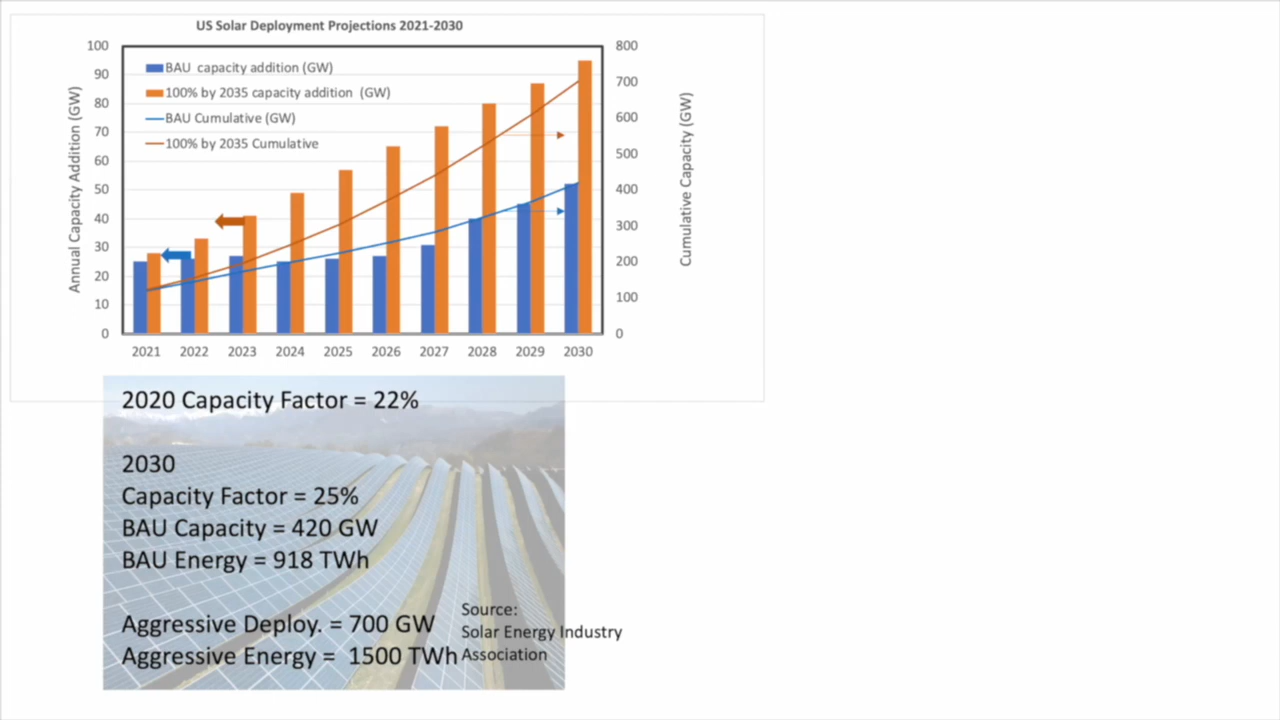 US Solar Deployment Projections 2021-2030
100
90
80
70
60
50
40
30
20
10
0
Annual Capacity Addition (GW)
BAU capacity addition (GW)
100% by 2035 capacity addition (GW)
BAU Cumulative (GW)
100% by 2035 Cumulative
800
700
600
500
400
300
200
100
0
Cumulative Capacity (GW)
2021 2022 2023 2024 2025 2026 2027 2028 2029 2030
2020 Capacity Factor = 22%
2030
Capacity Factor = 25%
BAU Capacity = 420 GW
BAU Energy = 918 TWh
Aggressive Deploy. = 700 GW
Aggressive Energy = 1500 TWh
Source:
Solar Energy Industry
Association